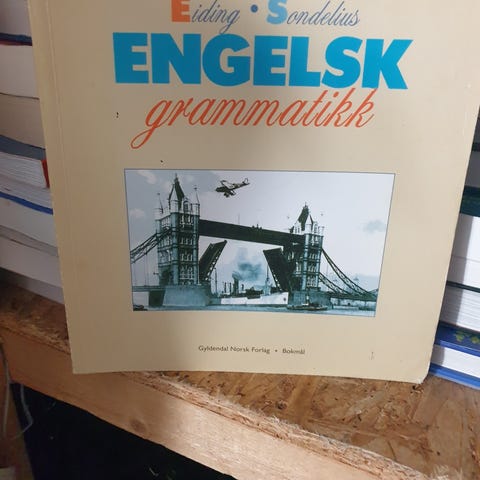 Eiding • Sondelius
ENGELSK
grammatikk
Gyldendal Norsk Forlag • Bokmål